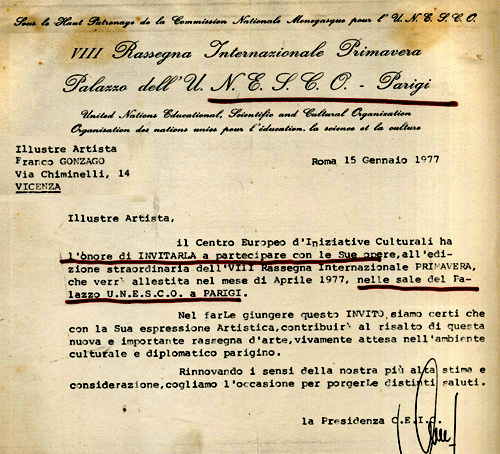 Sous le Haut Patronage de la Commission Nationale Monegasque pour l'U.N.E.S.C.O.
VIII Rassegna Internazionale Primavera
Palazzo dell'U.N.E.S.C.O. - Parigi
United Nations Educational, Scientific and Cultural Organization
Organisation des nations unies pour l'éducation, la science et la culture
Illustre Artista
Franco GONZAGO
Via Chiminelli, 14
VICENZA
Roma 15 Gennaio 1977
Illustre Artista,
il Centro Europeo d'Iniziative Culturali ha
l'onore di INVITARLA a partecipare con le Sue opere,all'edi-
zione straordinaria dell'VIII Rassegna Internazionale PRIMAVERA,
che verr� allestita nel mese di Aprile 1977, nelle sale del Pa-
lazzo U.N.E.S.C.O. a PARIGI.
Nel farLe giungere questo INVITO,siamo certi che
con la Sua espressione Artistica,contribuir� al risalto di questa
nuova e importante rassegna d'arte,vivamente attesa nell'ambiente
culturale e diplomatico parigino.
Rinnovando i sensi della nostra più alta stima e
considerazione,cogliamo l'occasione per porgerLe distinti saluti.
la Presidenza C.E.I.C.